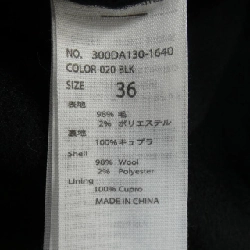 NO. 300DA130-1640
COLOR 020 BLK
SIZE 36
表地
98% 毛
2% ポリエステル
裏地
100% キュプラ
Shell
98% Wool
2% Polyester
Lining
100% Cupro
MADE IN CHINA